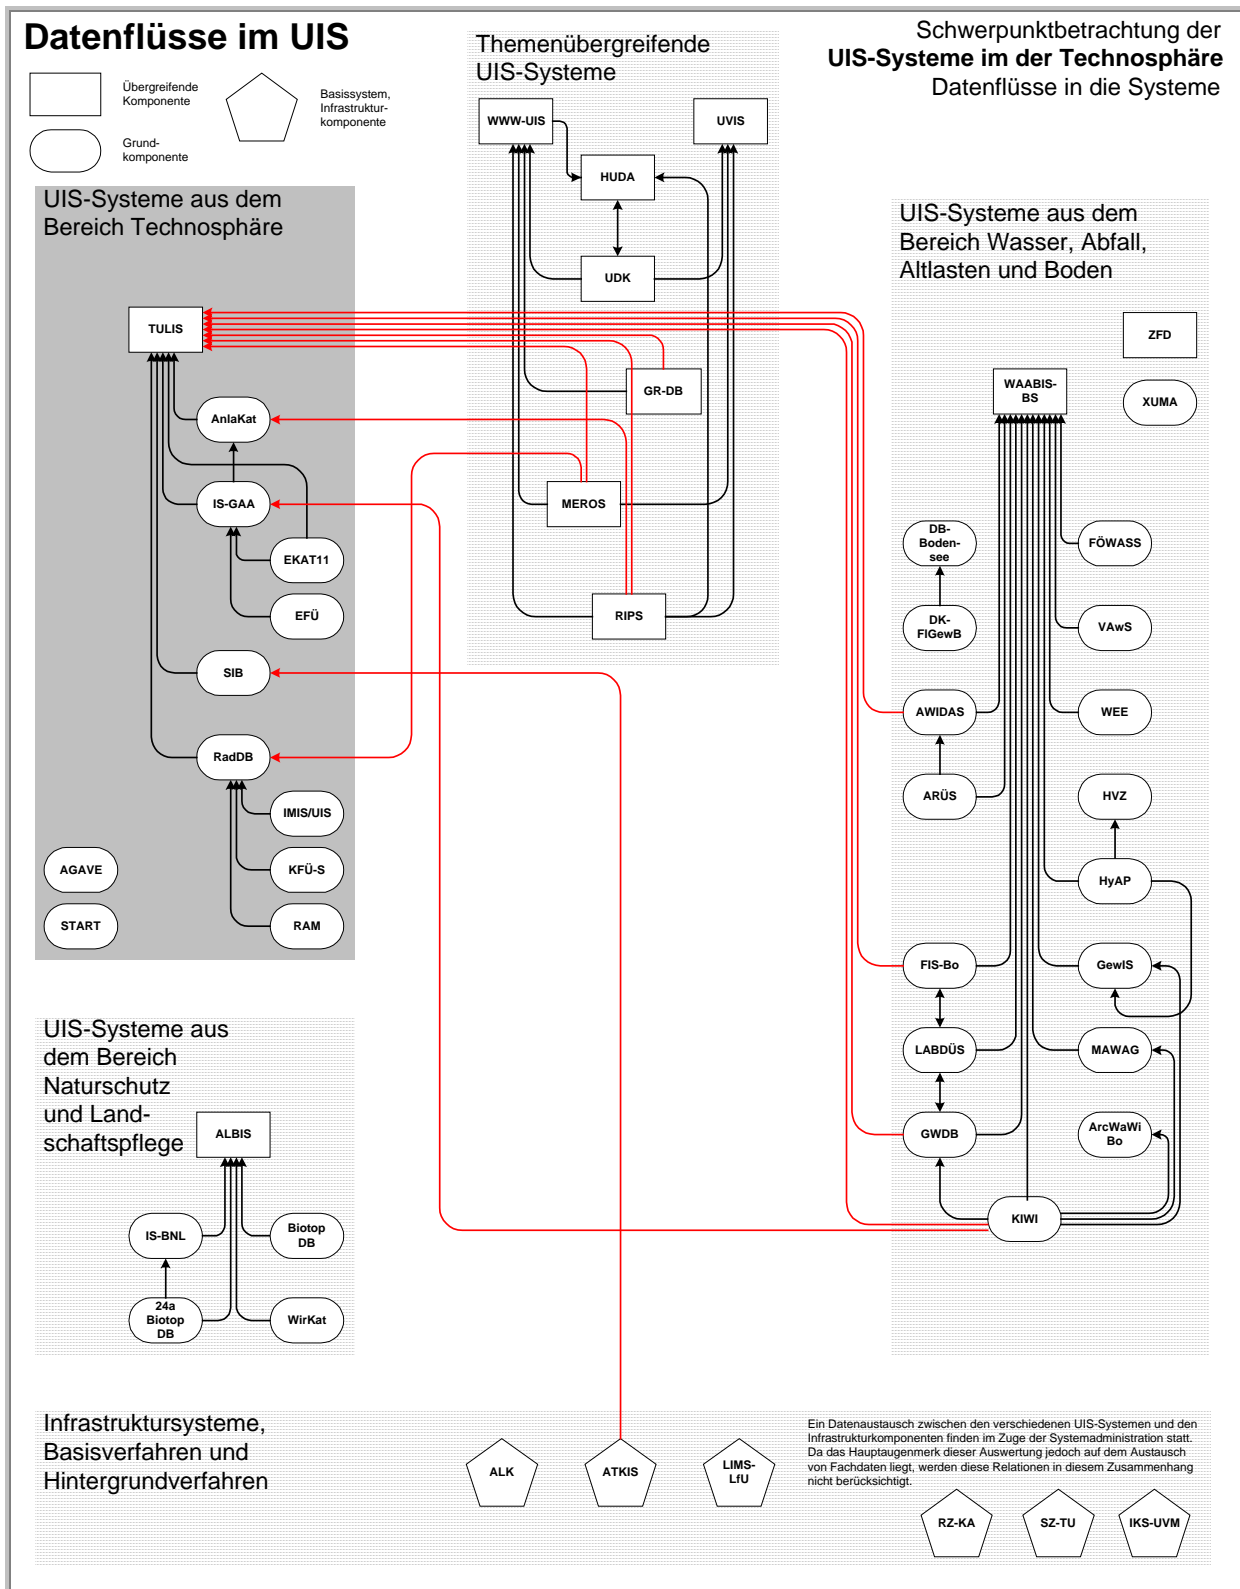 Datenflüsse im UIS
Übergreifende
Komponente
Grund-
komponente
Basissystem,
Infrastruktur-
komponente
Schwerpunktbetrachtung der
UIS-Systeme im der Technosphäre
Datenflüsse in die Systeme
Themenübergreifende
UIS-Systeme
WWW-UIS
UVIS
HUDA
UDK
GR-DB
MEROS
RIPS
UIS-Systeme aus dem
Bereich Technosphäre
TULIS
AnlaKat
IS-GAA
EKAT11
EFÜ
SIB
RadDB
IMIS/UIS
AGAVE
KFÜ-S
START
RAM
UIS-Systeme aus dem
Bereich Wasser, Abfall,
Altlasten und Boden
ZFD
WAABIS-
BS
XUMA
DB-
Boden-
see
FÖWASS
DK-
FlGewB
VAwS
AWIDAS
WEE
ARÜS
HVZ
HyAP
FIS-Bo
GewIS
LABDÜS
MAWAG
GWDB
ArcWaWi
Bo
KIWI
UIS-Systeme aus
dem Bereich
Naturschutz
und Land-
schaftspflege
ALBIS
IS-BNL
Biotop
DB
24a
Biotop
DB
WirKat
Infrastruktursysteme,
Basisverfahren und
Hintergrundverfahren
ALK
ATKIS
LIMS-
LfU
Ein Datenaustausch zwischen den verschiedenen UIS-Systemen und den
Infrastrukturkomponenten finden im Zuge der Systemadministration statt.
Da das Hauptaugenmerk dieser Auswertung jedoch auf dem Austausch
von Fachdaten liegt, werden diese Relationen in diesem Zusammenhang
nicht berücksichtigt.
RZ-KA
SZ-TU
IKS-UVM